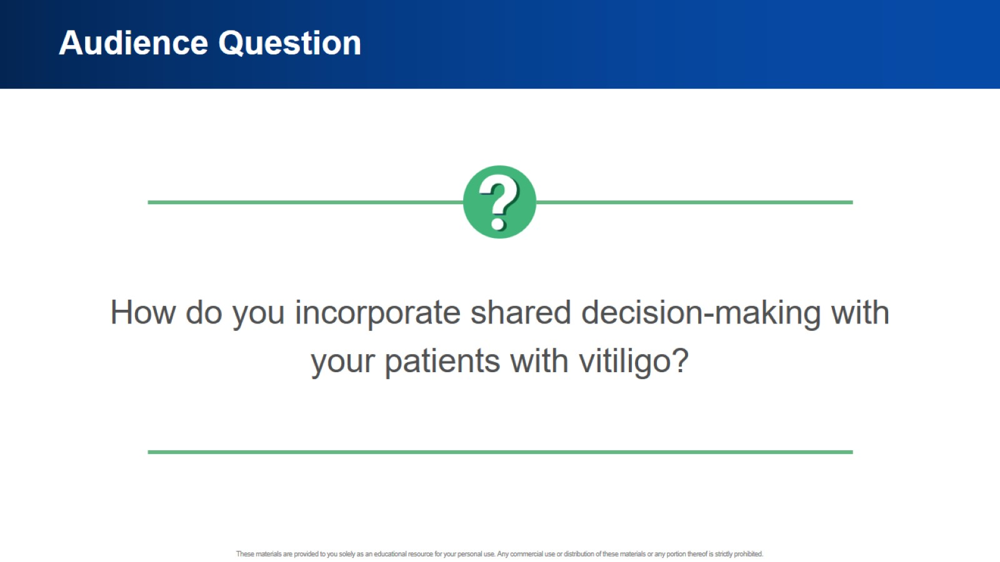 Audience Question
?
How do you incorporate shared decision-making with
your patients with vitiligo?
These materials are provided to you solely as an educational resource for your personal use. Any commercial use or distribution of these materials or any portion thereof is strictly prohibited.